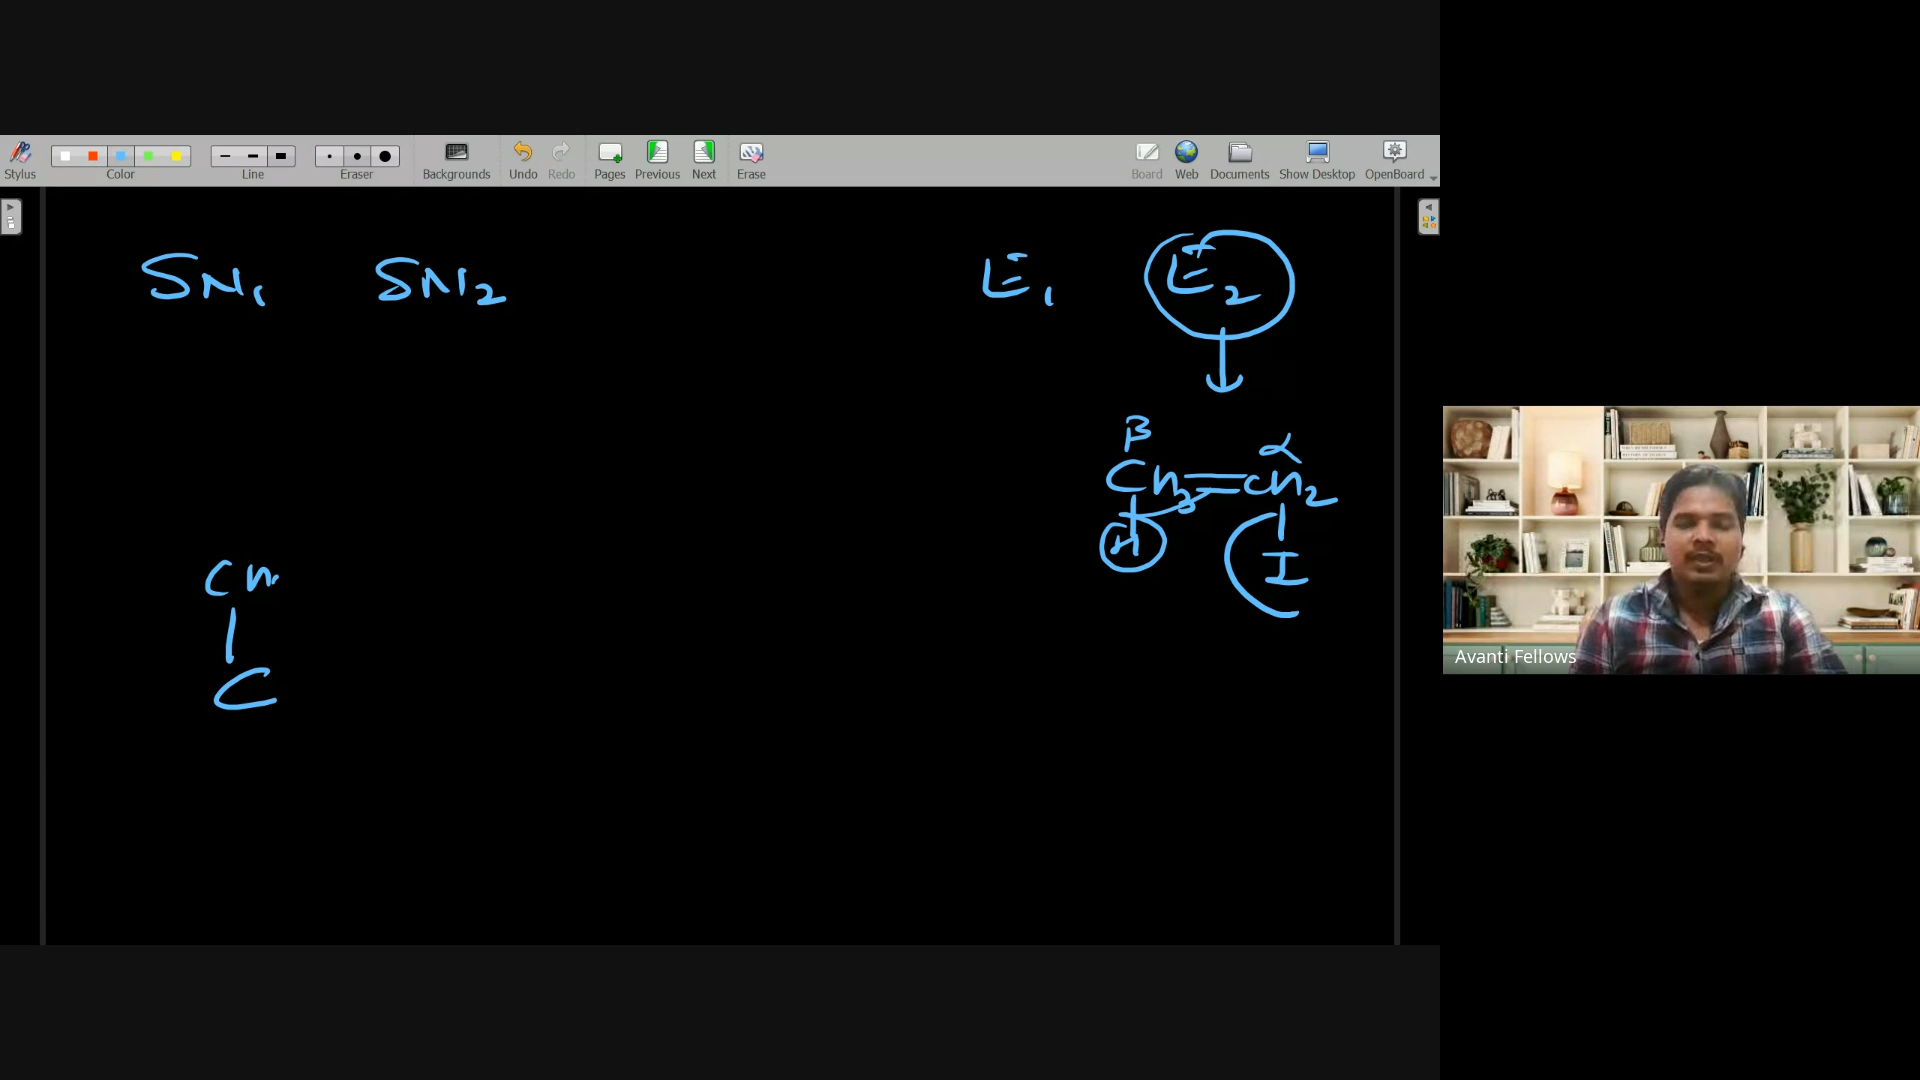 Stylus Color Line Eraser Backgrounds Undo Redo Pages Previous Next Erase Board Web Documents Show Desktop OpenBoard
SN1 SN2 E1 E2
β α
CH3 = CH2
H I
CH
C
Avanti Fellows